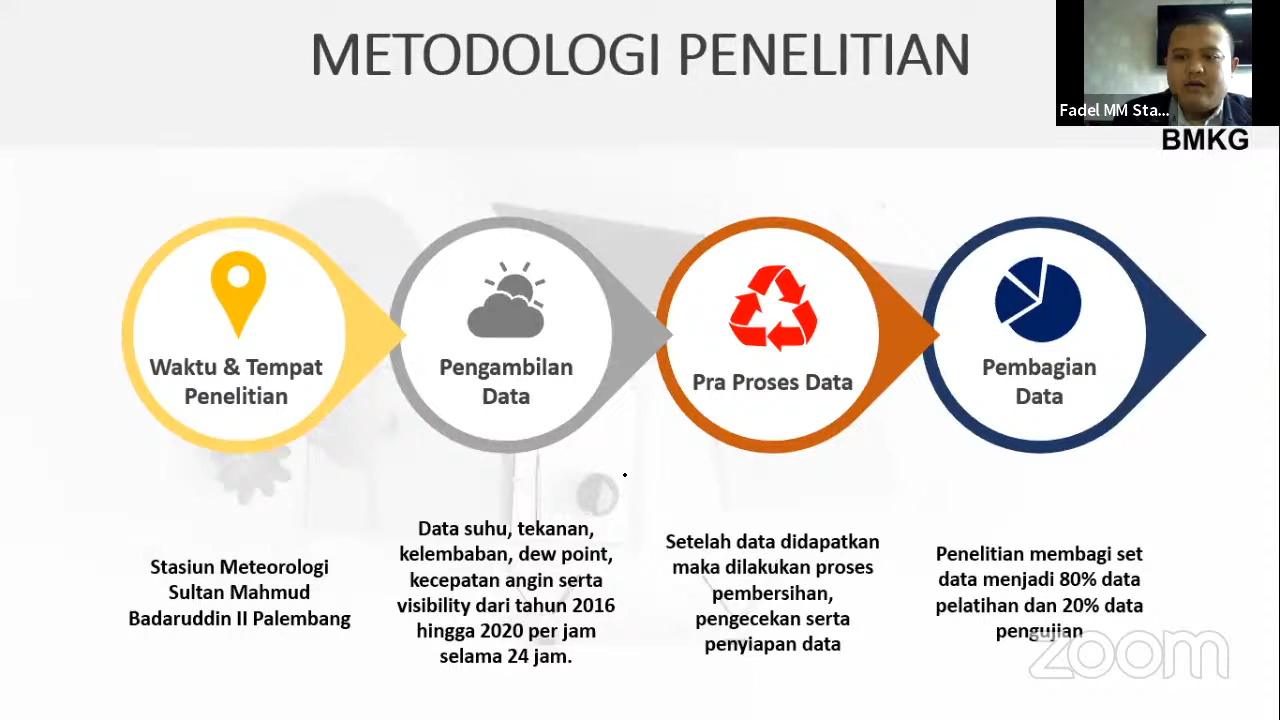 METODOLOGI PENELITIAN
Fadel MM Sta...
BMKG
Waktu & Tempat
Penelitian
Pengambilan
Data
Pra Proses Data
Pembagian
Data
Stasiun Meteorologi
Sultan Mahmud
Badaruddin II Palembang
Data suhu, tekanan,
kelembaban, dew point,
kecepatan angin serta
visibility dari tahun 2016
hingga 2020 per jam
selama 24 jam.
Setelah data didapatkan
maka dilakukan proses
pembersihan,
pengecekan serta
penyiapan data
Penelitian membagi set
data menjadi 80% data
pelatihan dan 20% data
pengujian
zoom